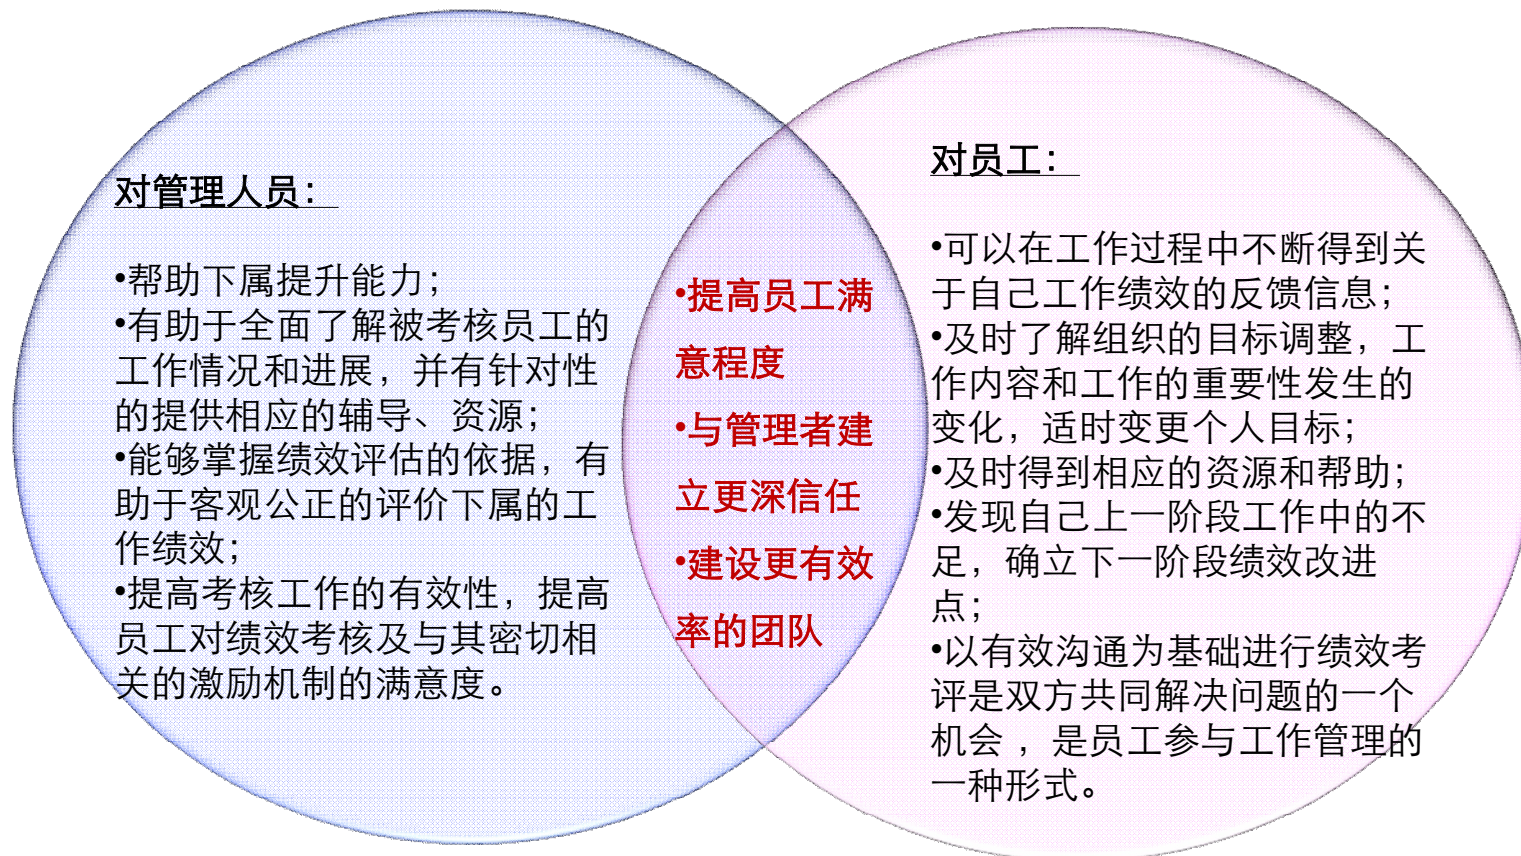 对管理人员：
•帮助下属提升能力；
•有助于全面了解被考核员工的
工作情况和进展，并有针对性
的提供相应的辅导、资源；
•能够掌握绩效评估的依据，有
助于客观公正的评价下属的工
作绩效；
•提高考核工作的有效性，提高
员工对绩效考核及与其密切相
关的激励机制的满意度。
•提高员工满
意程度
•与管理者建
立更深信任
•建设更有效
率的团队
对员工：
•可以在工作过程中不断得到关
于自己工作绩效的反馈信息；
•及时了解组织的目标调整，工
作内容和工作的重要性发生的
变化，适时变更个人目标；
•及时得到相应的资源和帮助；
•发现自己上一阶段工作中的不
足，确立下一阶段绩效改进
点；
•以有效沟通为基础进行绩效考
评是双方共同解决问题的一个
机会 ，是员工参与工作管理的
一种形式。